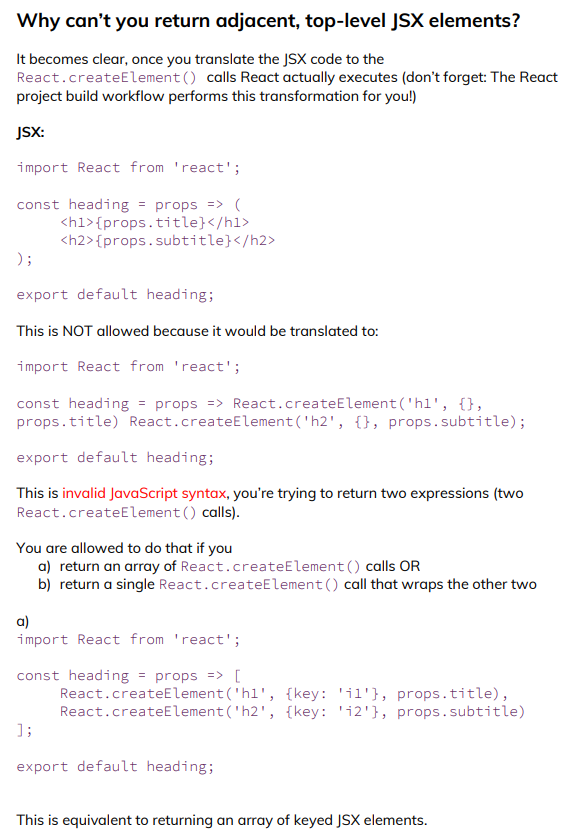 Why can't you return adjacent, top-level JSX elements?
It becomes clear, once you translate the JSX code to the
React.createElement() calls React actually executes (don't forget: The React
project build workflow performs this transformation for you!)
JSX:
import React from 'react';
const heading = props => (
<h1>{props.title}</h1>
<h2>{props.subtitle}</h2>
);
export default heading;
This is NOT allowed because it would be translated to:
import React from 'react';
const heading = props => React.createElement('h1', {},
props.title) React.createElement('h2', {}, props.subtitle);
export default heading;
This is invalid JavaScript syntax, you're trying to return two expressions (two
React.createElement() calls).
You are allowed to do that if you
a) return an array of React.createElement() calls OR
b) return a single React.createElement() call that wraps the other two
a)
import React from 'react';
const heading = props => [
React.createElement('h1', {key: 'i1'}, props.title),
React.createElement('h2', {key: 'i2'}, props.subtitle)
];
export default heading;
This is equivalent to returning an array of keyed JSX elements.